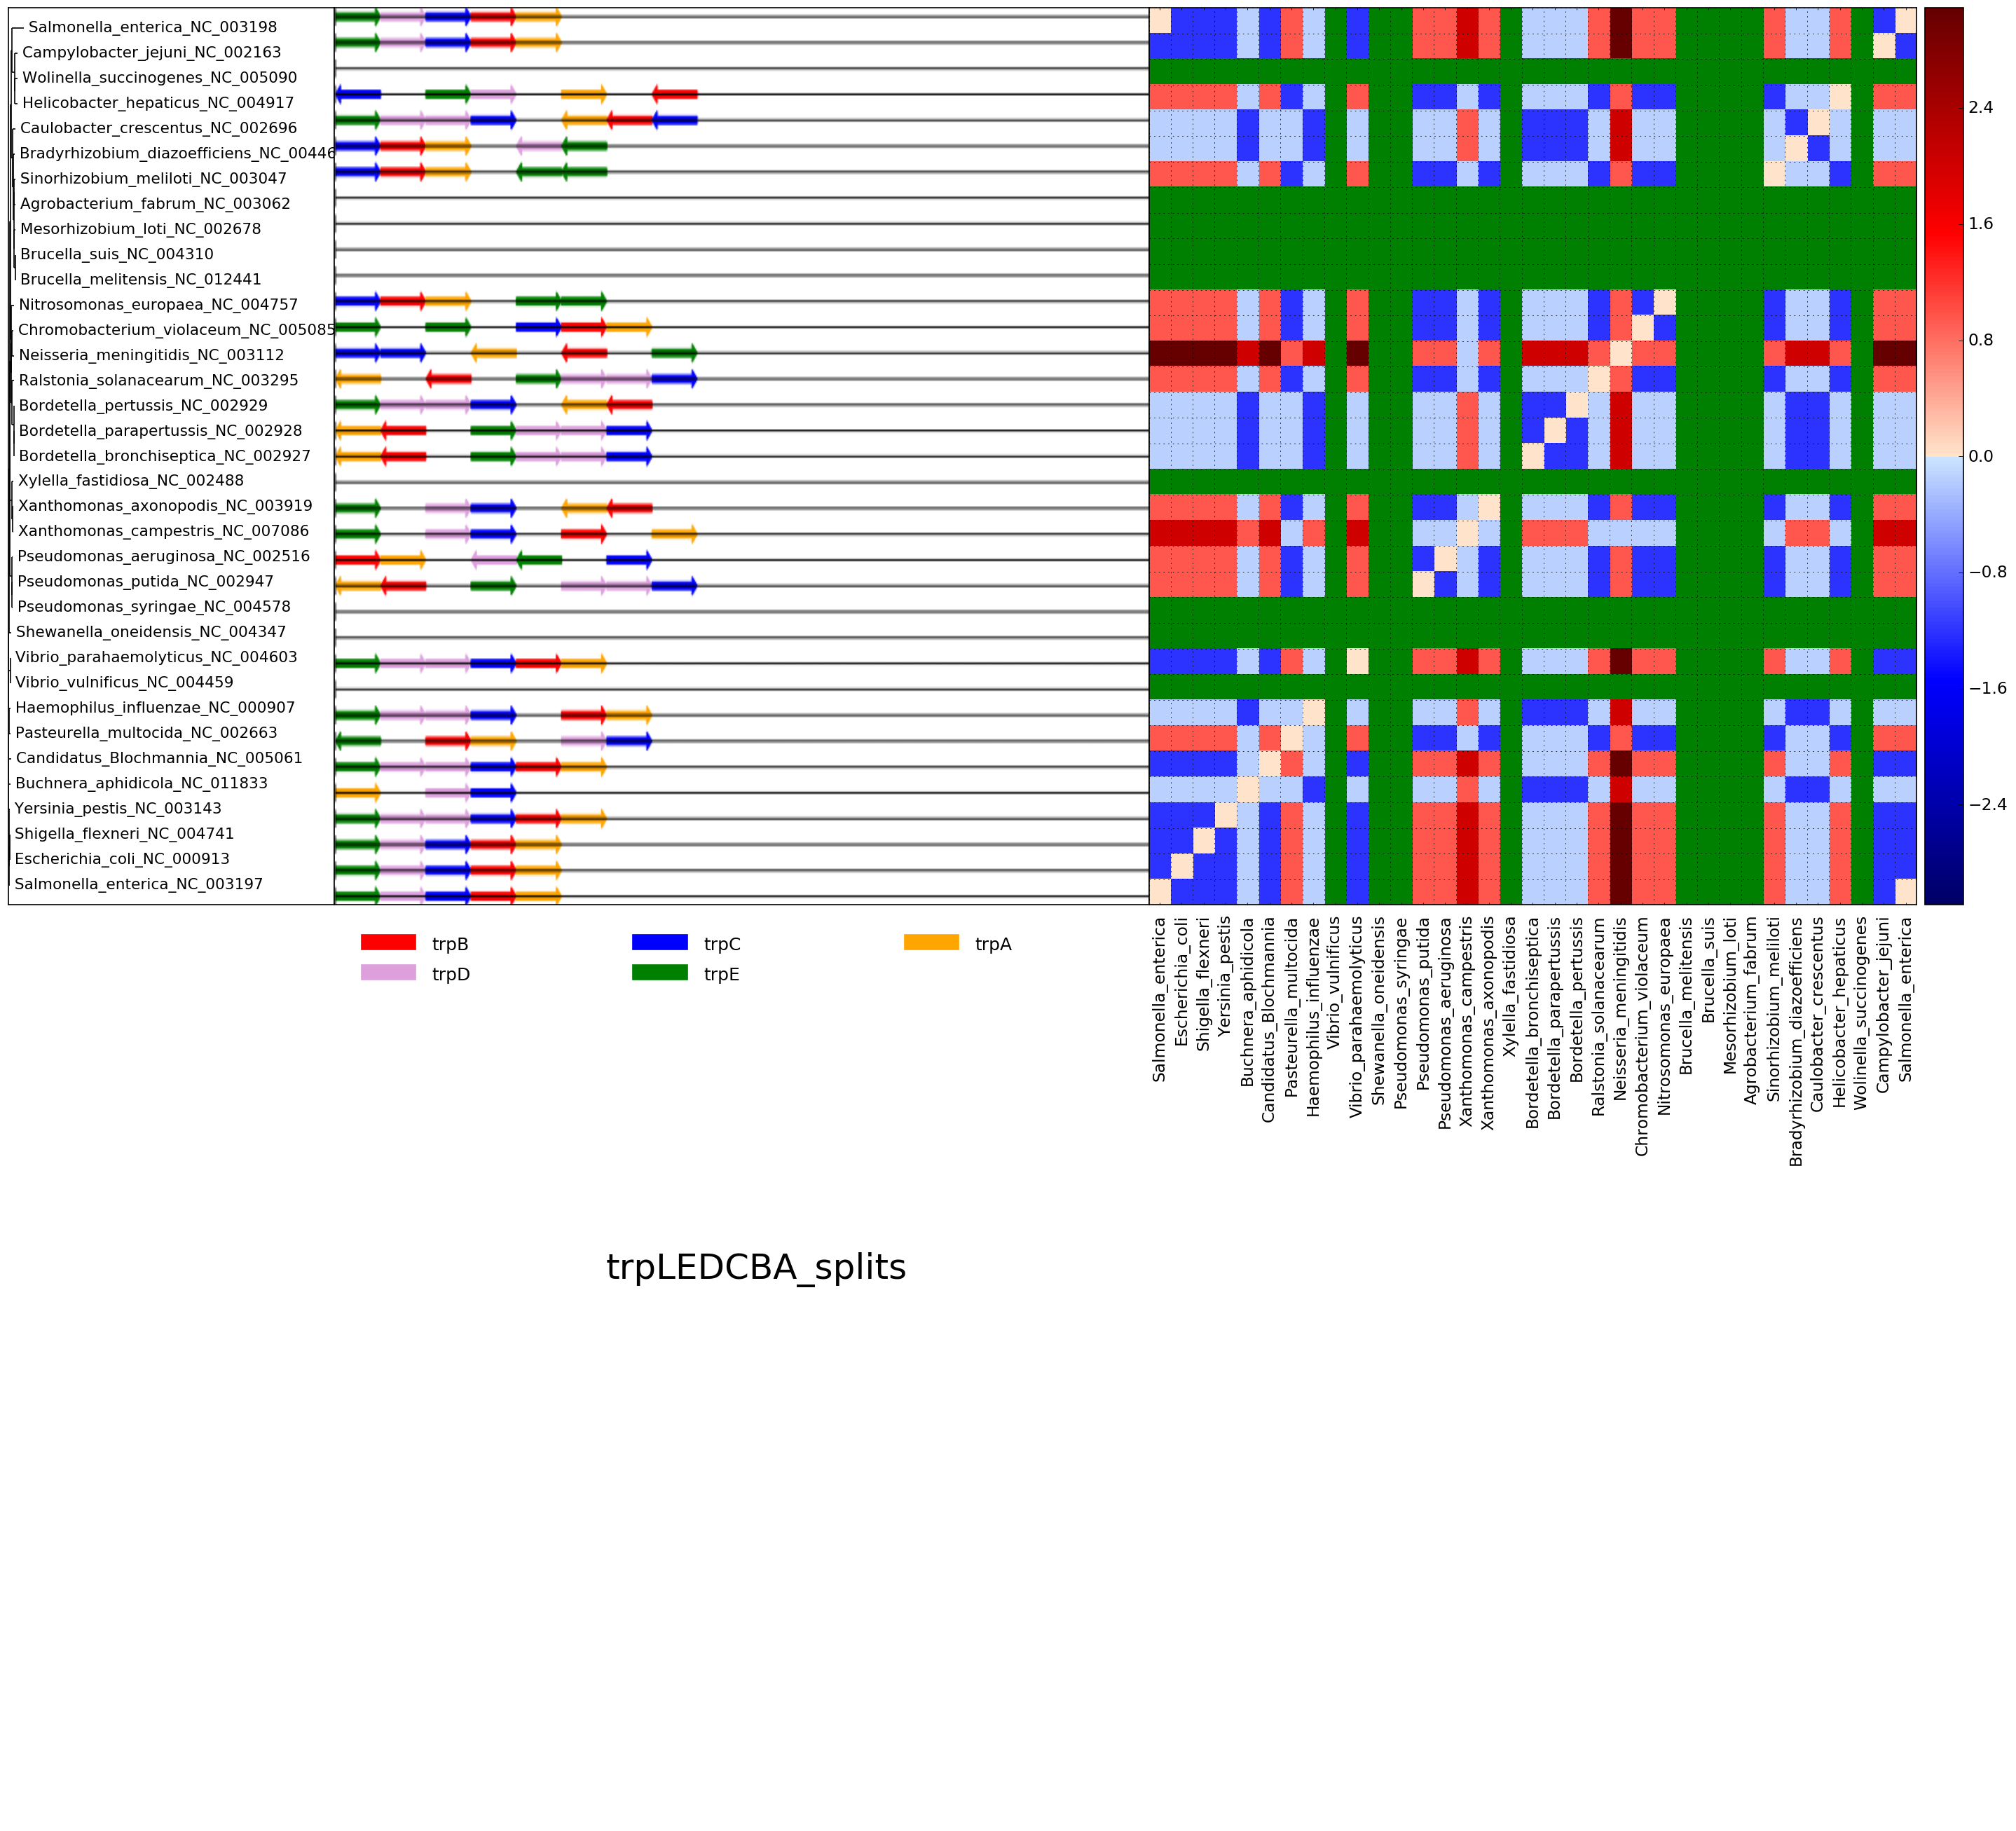 Salmonella_enterica_NC_003198
Campylobacter_jejuni_NC_002163
Wolinella_succinogenes_NC_005090
Helicobacter_hepaticus_NC_004917
Caulobacter_crescentus_NC_002696
Bradyrhizobium_diazoefficiens_NC_00446
Sinorhizobium_meliloti_NC_003047
Agrobacterium_fabrum_NC_003062
Mesorhizobium_loti_NC_002678
Brucella_suis_NC_004310
Brucella_melitensis_NC_012441
Nitrosomonas_europaea_NC_004757
Chromobacterium_violaceum_NC_005085
Neisseria_meningitidis_NC_003112
Ralstonia_solanacearum_NC_003295
Bordetella_pertussis_NC_002929
Bordetella_parapertussis_NC_002928
Bordetella_bronchiseptica_NC_002927
Xylella_fastidiosa_NC_002488
Xanthomonas_axonopodis_NC_003919
Xanthomonas_campestris_NC_007086
Pseudomonas_aeruginosa_NC_002516
Pseudomonas_putida_NC_002947
Pseudomonas_syringae_NC_004578
Shewanella_oneidensis_NC_004347
Vibrio_parahaemolyticus_NC_004603
Vibrio_vulnificus_NC_004459
Haemophilus_influenzae_NC_000907
Pasteurella_multocida_NC_002663
Candidatus_Blochmannia_NC_005061
Buchnera_aphidicola_NC_011833
Yersinia_pestis_NC_003143
Shigella_flexneri_NC_004741
Escherichia_coli_NC_000913
Salmonella_enterica_NC_003197
2.4
1.6
0.8
0.0
−0.8
−1.6
−2.4
Salmonella_enterica
Escherichia_coli
Shigella_flexneri
Yersinia_pestis
Buchnera_aphidicola
Candidatus_Blochmannia
Pasteurella_multocida
Haemophilus_influenzae
Vibrio_vulnificus
Vibrio_parahaemolyticus
Shewanella_oneidensis
Pseudomonas_syringae
Pseudomonas_putida
Pseudomonas_aeruginosa
Xanthomonas_campestris
Xanthomonas_axonopodis
Xylella_fastidiosa
Bordetella_bronchiseptica
Bordetella_parapertussis
Bordetella_pertussis
Ralstonia_solanacearum
Neisseria_meningitidis
Chromobacterium_violaceum
Nitrosomonas_europaea
Brucella_melitensis
Brucella_suis
Mesorhizobium_loti
Agrobacterium_fabrum
Sinorhizobium_meliloti
Bradyrhizobium_diazoefficiens
Caulobacter_crescentus
Helicobacter_hepaticus
Wolinella_succinogenes
Campylobacter_jejuni
Salmonella_enterica
trpB trpC trpA
trpD trpE
trpLEDCBA_splits